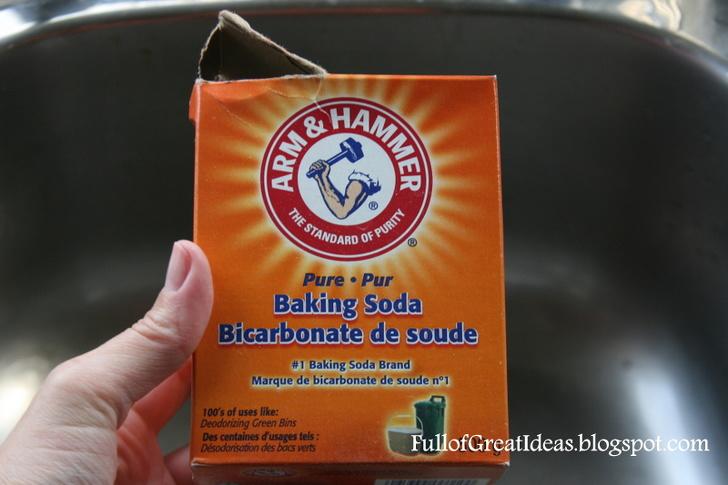 ARM & HAMMER
THE STANDARD OF PURITY
®
®
Pure • Pur
Baking Soda
Bicarbonate de soude
#1 Baking Soda Brand
Marque de bicarbonate de soude n°1
100's of uses like:
Deodorizing Green Bins
Des centaines d'usages tels :
Désodorisation des bacs verts
FullofGreatIdeas.blogspot.com